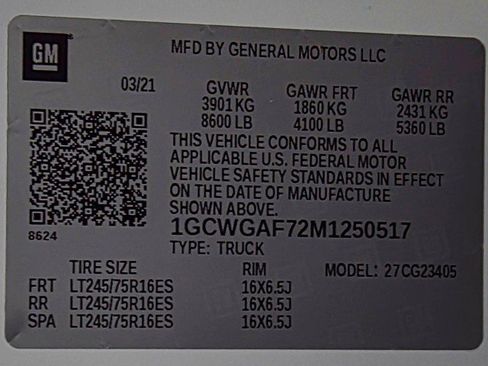 GM
MFD BY GENERAL MOTORS LLC
03/21 GVWR GAWR FRT GAWR RR
3901 KG 1860 KG 2431 KG
8600 LB 4100 LB 5360 LB
THIS VEHICLE CONFORMS TO ALL
APPLICABLE U.S. FEDERAL MOTOR
VEHICLE SAFETY STANDARDS IN EFFECT
ON THE DATE OF MANUFACTURE
SHOWN ABOVE.
8624
1GCWGAF72M1250517
TYPE: TRUCK
TIRE SIZE RIM MODEL: 27CG23405
FRT LT245/75R16ES 16X6.5J
RR LT245/75R16ES 16X6.5J
SPA LT245/75R16ES 16X6.5J